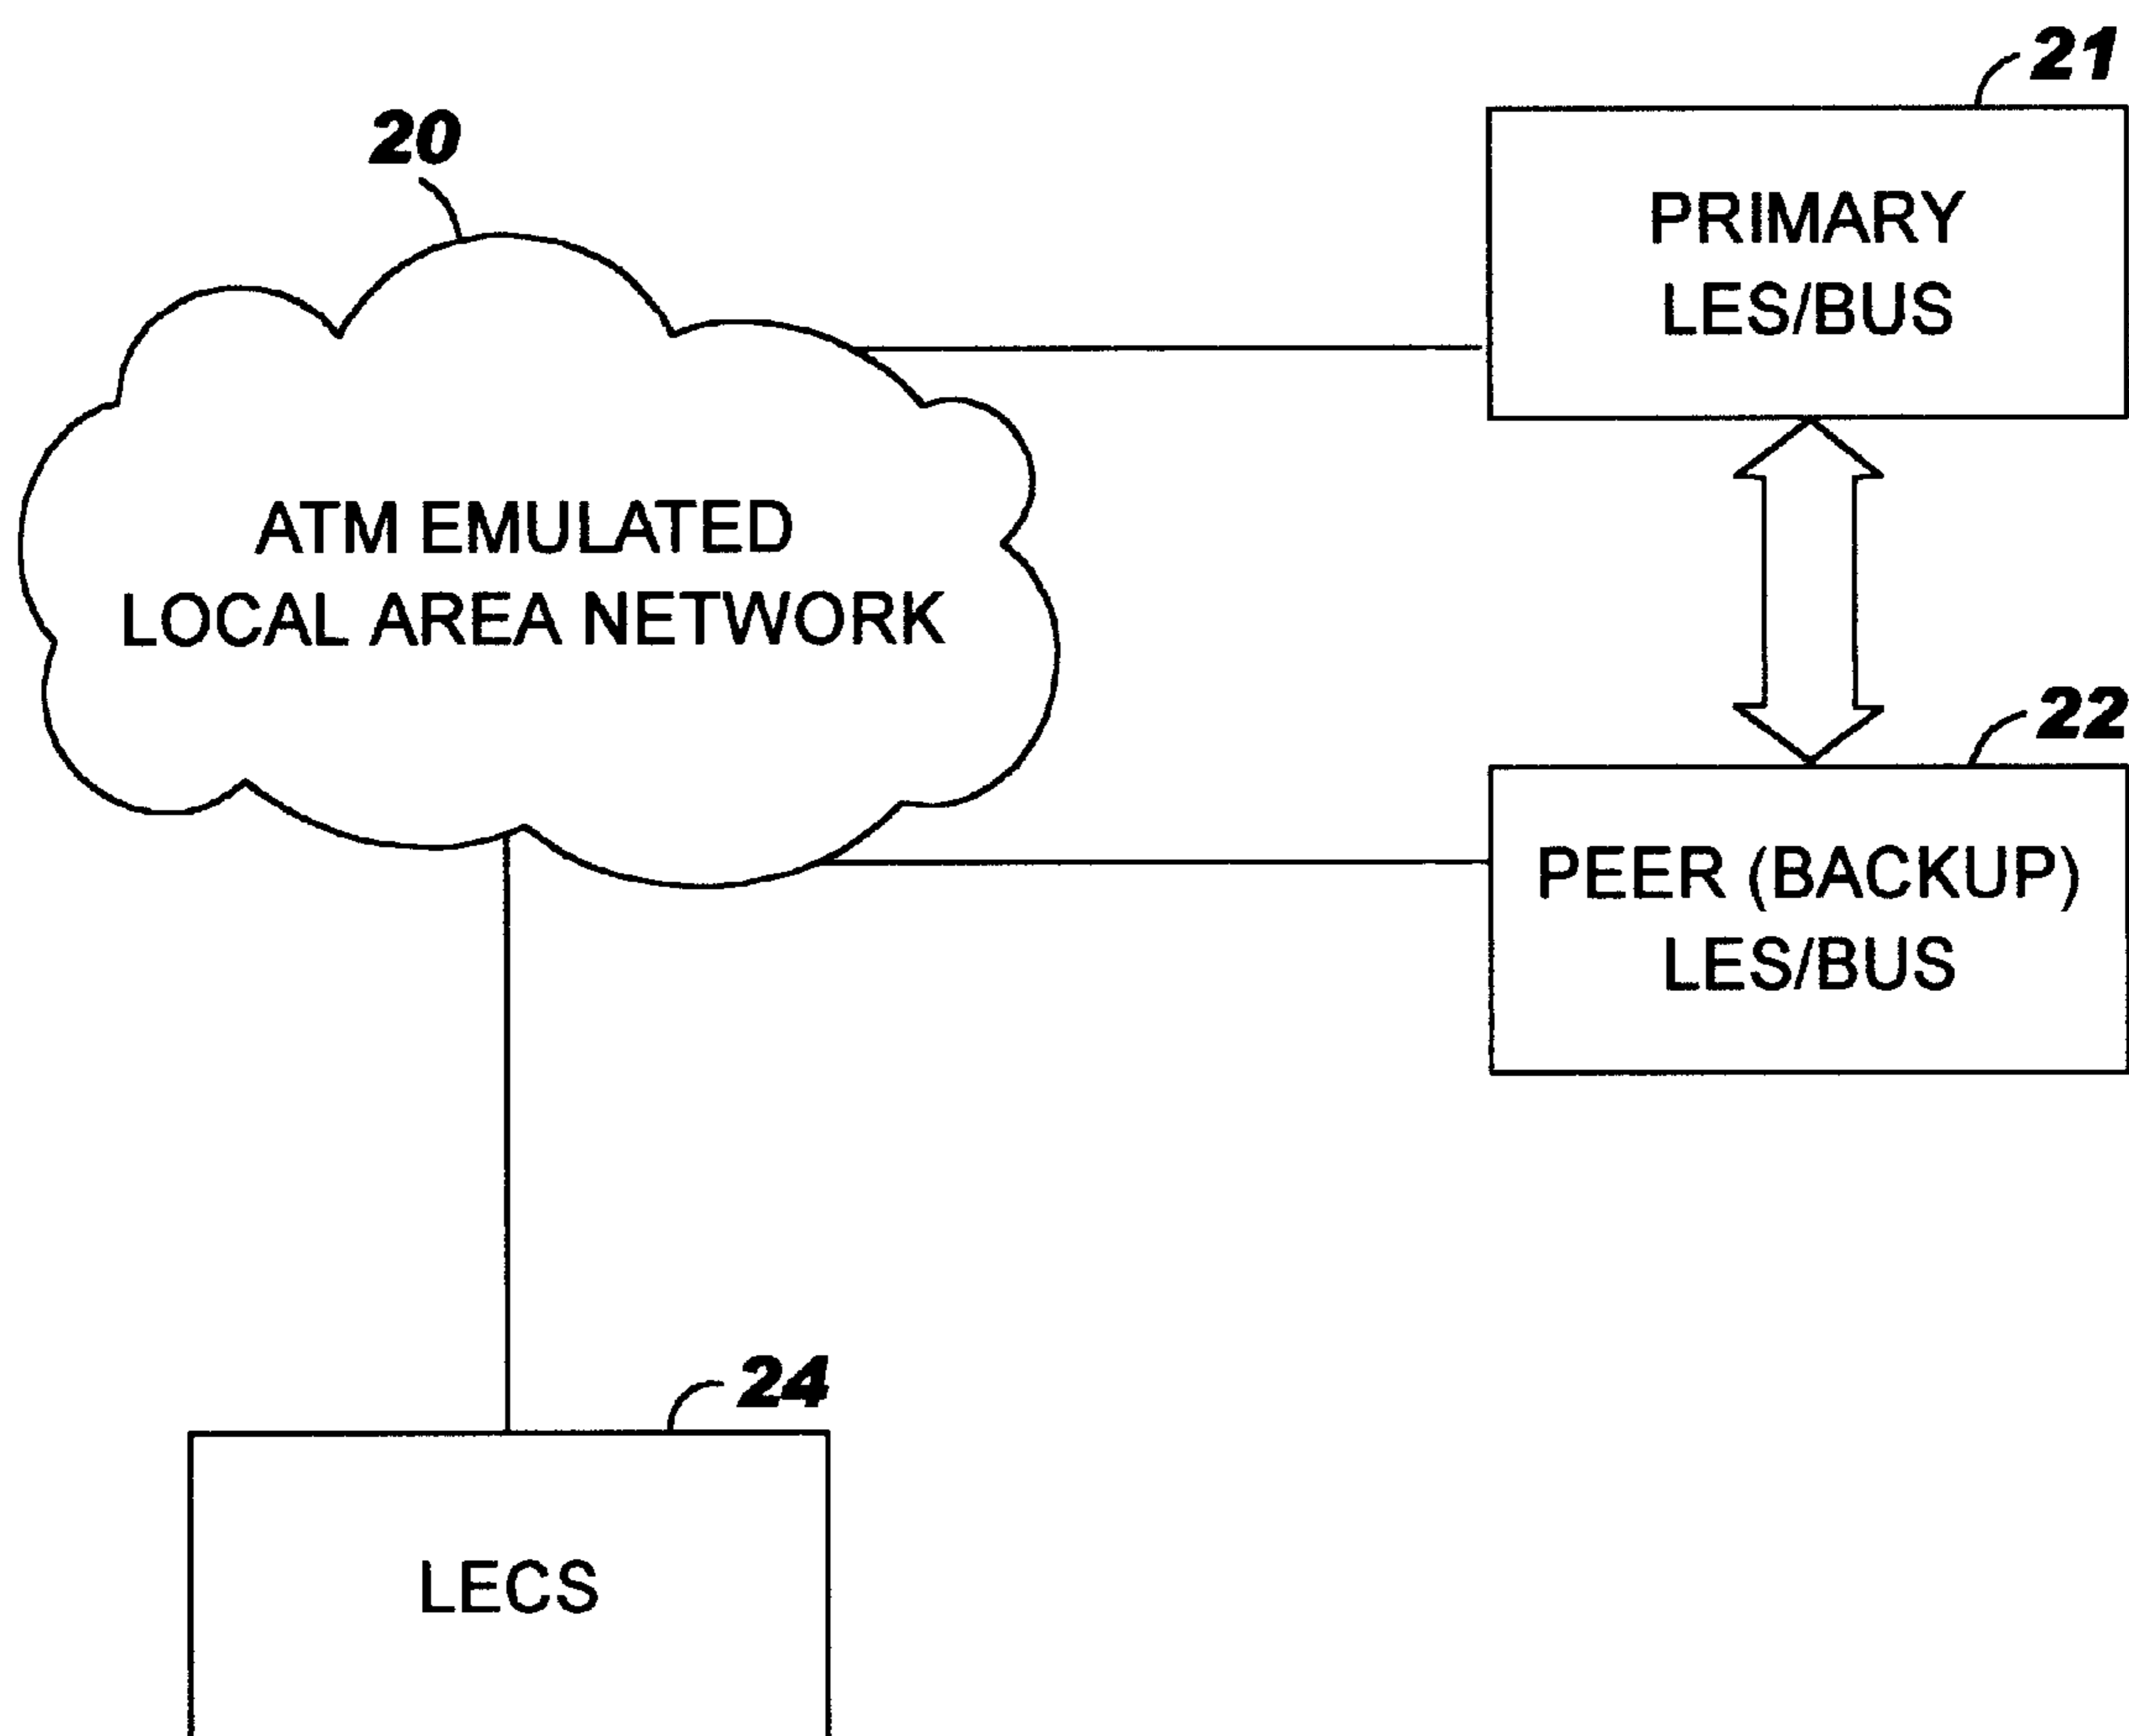 21
20
PRIMARY
LES/BUS
ATM EMULATED
LOCAL AREA NETWORK
22
PEER (BACKUP)
LES/BUS
24
LECS